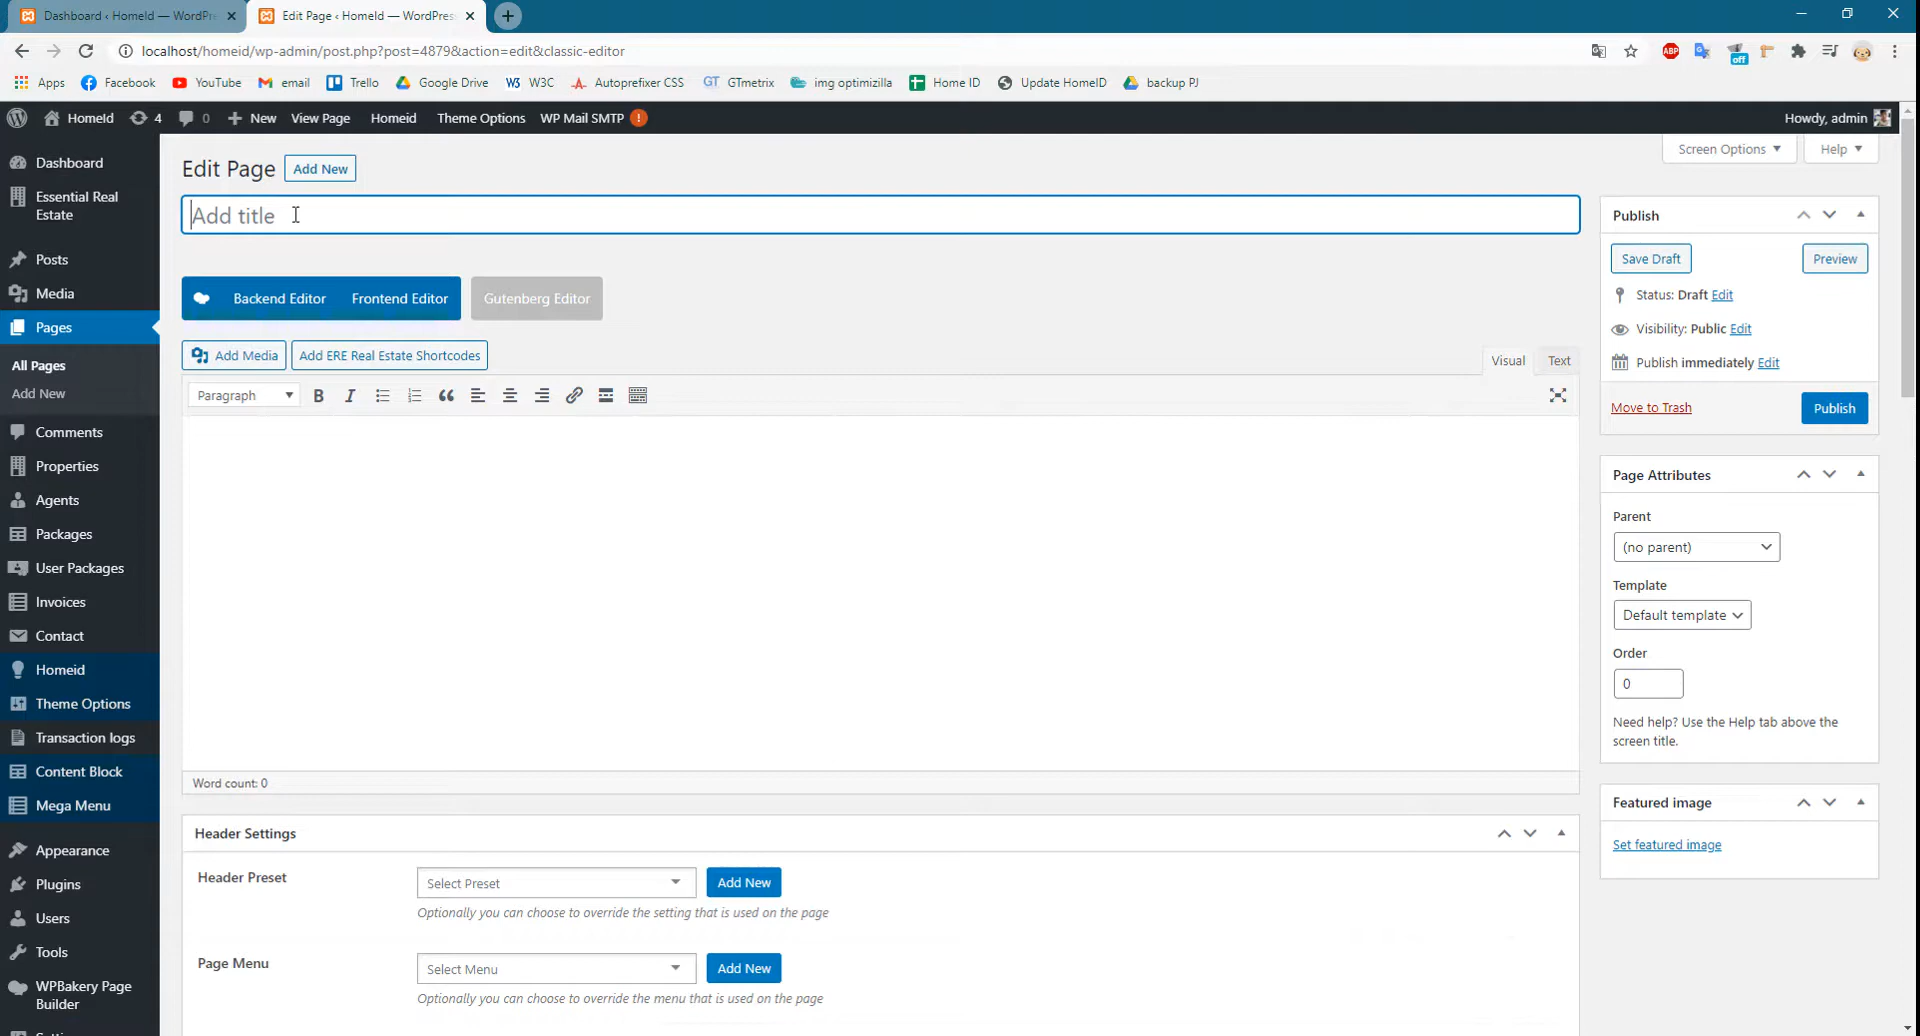 Dashboard ‹ HomeId — WordPre
Edit Page ‹ HomeId — WordPress
localhost/homeid/wp-admin/post.php?post=4879&action=edit&classic-editor
ABP
off
Apps
Facebook
YouTube
email
Trello
Google Drive
W3C
Autoprefixer CSS
GT GTmetrix
img optimizilla
Home ID
Update HomeID
backup PJ
HomeId
4
0
New
View Page
Homeid
Theme Options
WP Mail SMTP !
Howdy, admin
Dashboard
Essential Real
Estate
Posts
Media
Pages
All Pages
Add New
Comments
Properties
Agents
Packages
User Packages
Invoices
Contact
Homeid
Theme Options
Transaction logs
Content Block
Mega Menu
Appearance
Plugins
Users
Tools
WPBakery Page
Builder
Screen Options
Help
Edit Page
Add New
Add title
Backend Editor
Frontend Editor
Gutenberg Editor
Add Media
Add ERE Real Estate Shortcodes
Visual
Text
Paragraph
Word count: 0
Header Settings
Header Preset
Select Preset
Add New
Optionally you can choose to override the setting that is used on the page
Page Menu
Select Menu
Add New
Optionally you can choose to override the menu that is used on the page
Publish
Save Draft
Preview
Status: Draft Edit
Visibility: Public Edit
Publish immediately Edit
Move to Trash
Publish
Page Attributes
Parent
(no parent)
Template
Default template
Order
0
Need help? Use the Help tab above the
screen title.
Featured image
Set featured image